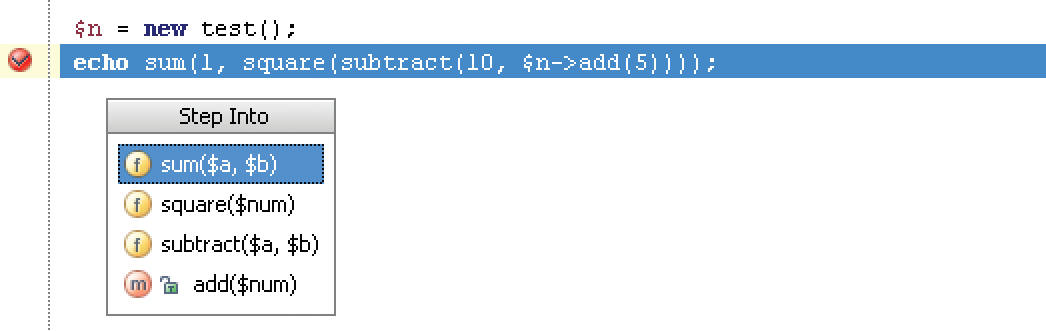 $n = new test();
echo sum(1, square(subtract(10, $n->add(5))));
Step Into
f sum($a, $b)
f square($num)
f subtract($a, $b)
m add($num)